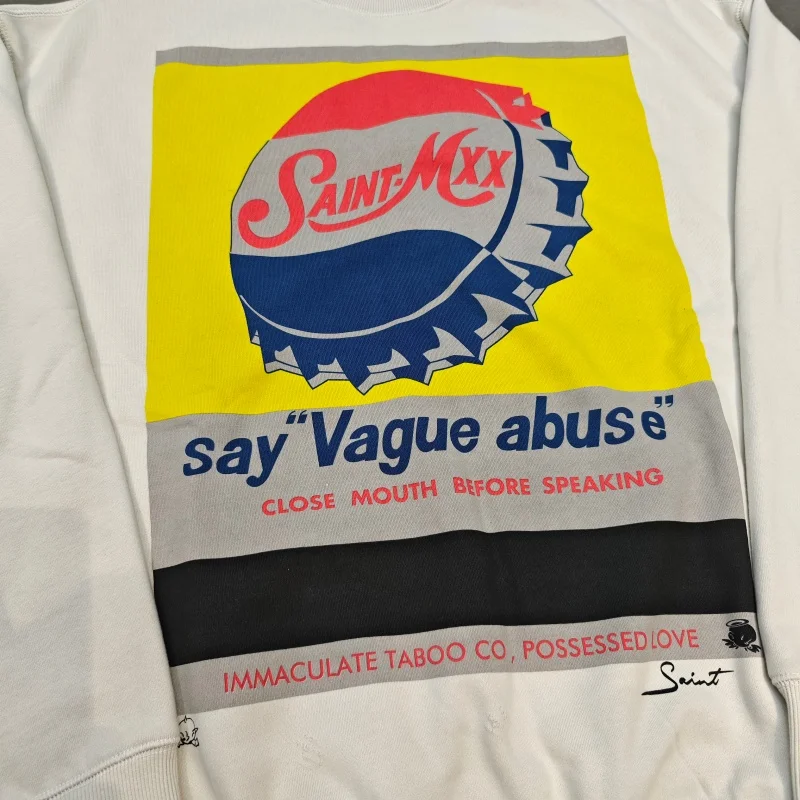 SAINT-MXX
say "Vague abuse"
CLOSE MOUTH BEFORE SPEAKING
IMMACULATE TABOO CO, POSSESSED LOVE
Saint